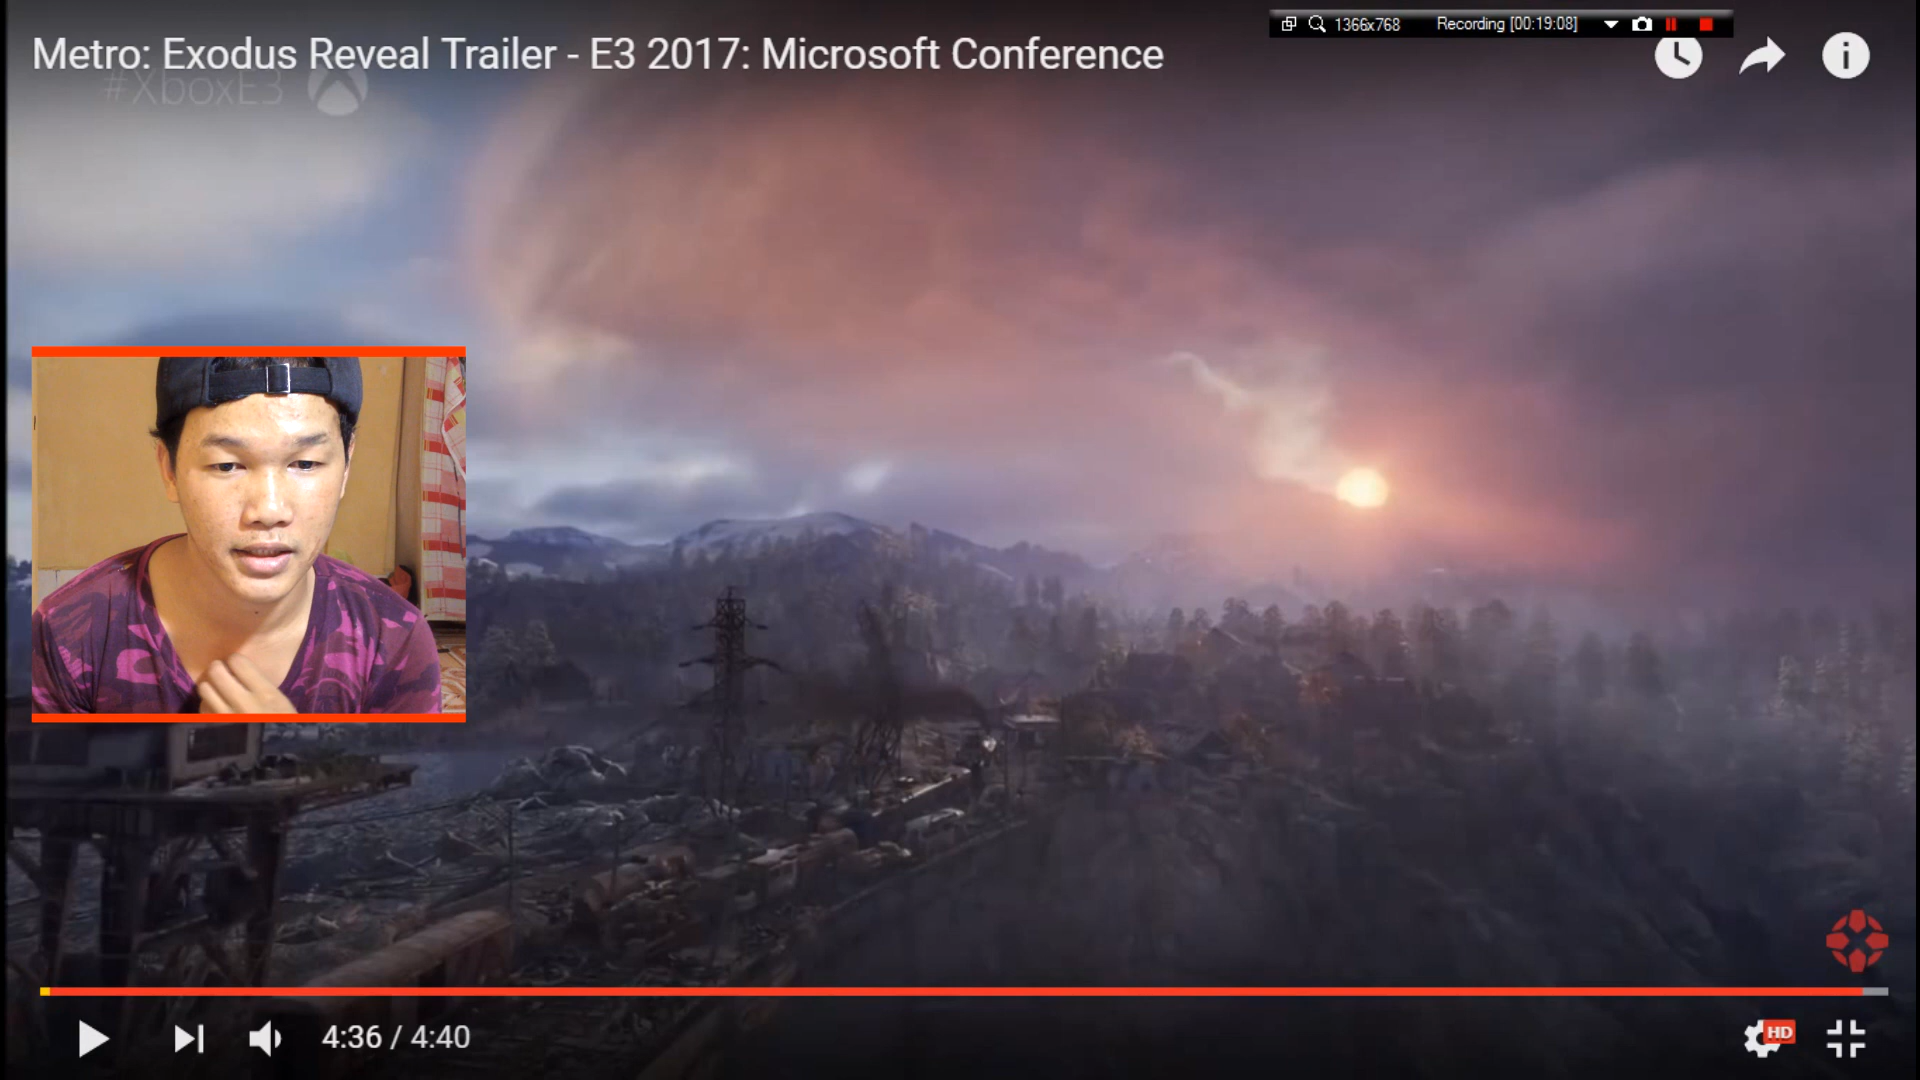 1366x768 Recording [00:19:08]
Metro: Exodus Reveal Trailer - E3 2017: Microsoft Conference
#XboxE3
4:36 / 4:40
HD